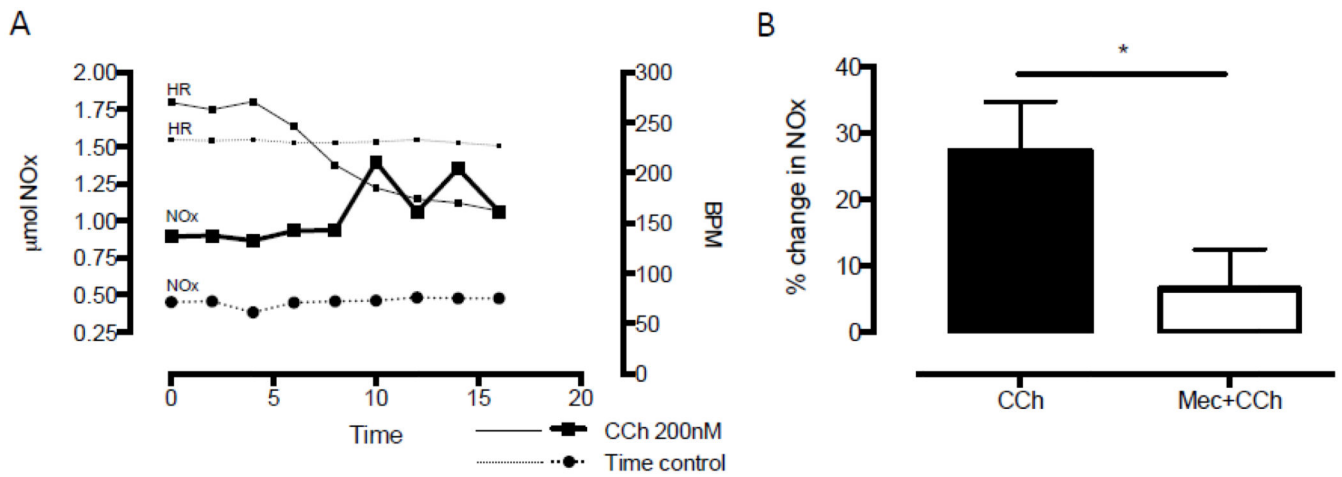 A
2.00
1.75
1.50
1.25
1.00
0.75
0.50
0.25
µmol NOx
HR
HR
NOx
NOx
300
250
200
150
100
50
0
BPM
0 5 10 15 20
Time
CCh 200nM
Time control
B
*
40
30
20
10
0
% change in NOx
CCh Mec+CCh